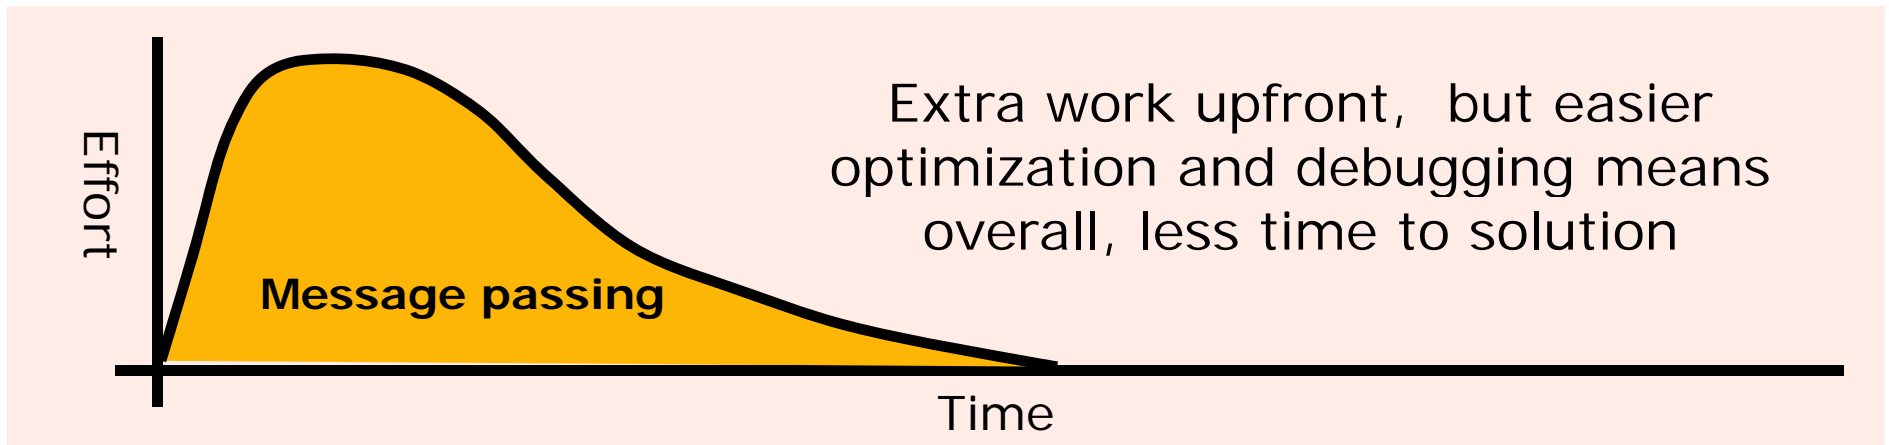 Effort
Extra work upfront, but easier
optimization and debugging means
overall, less time to solution
Message passing
Time